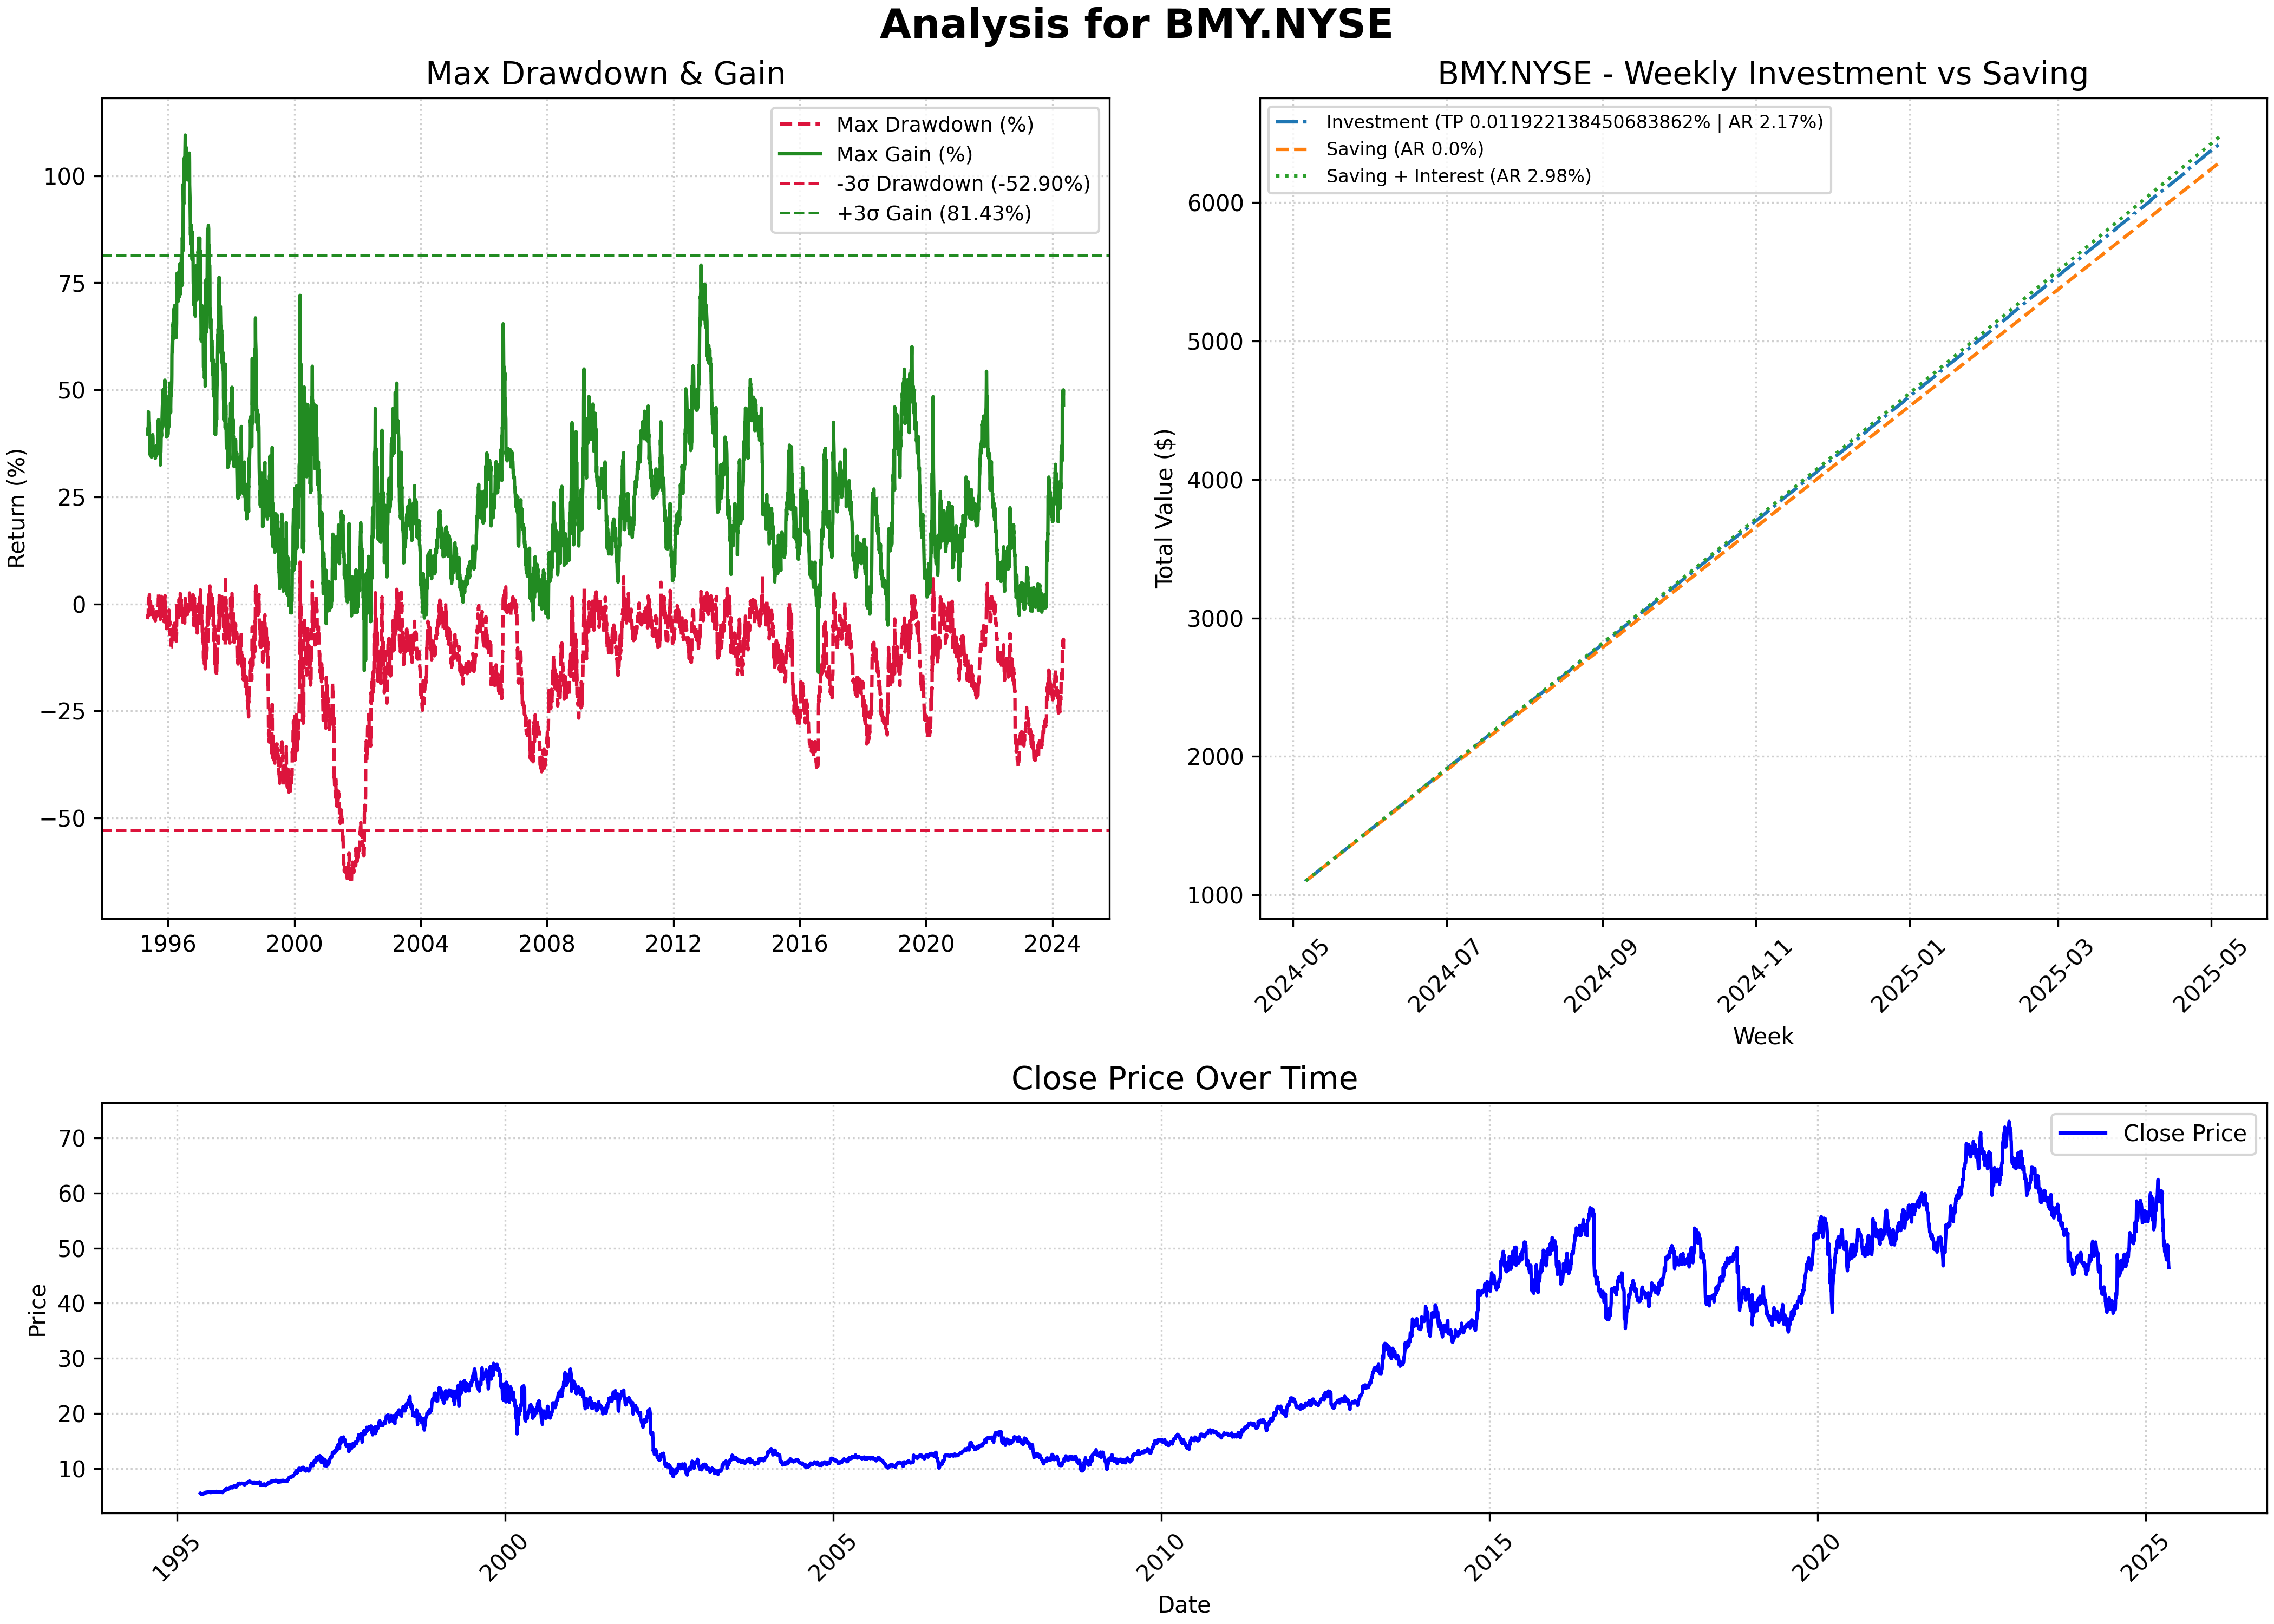 Analysis for BMY.NYSE
Max Drawdown & Gain
Return (%)
100
75
50
25
0
−25
−50
Max Drawdown (%)
Max Gain (%)
-3σ Drawdown (-52.90%)
+3σ Gain (81.43%)
1996 2000 2004 2008 2012 2016 2020 2024
BMY.NYSE - Weekly Investment vs Saving
Total Value ($)
6000
5000
4000
3000
2000
1000
Investment (TP 0.011922138450683862% | AR 2.17%)
Saving (AR 0.0%)
Saving + Interest (AR 2.98%)
2024-05 2024-07 2024-09 2024-11 2025-01 2025-03 2025-05
Week
Close Price Over Time
Price
70
60
50
40
30
20
10
Close Price
1995 2000 2005 2010 2015 2020 2025
Date